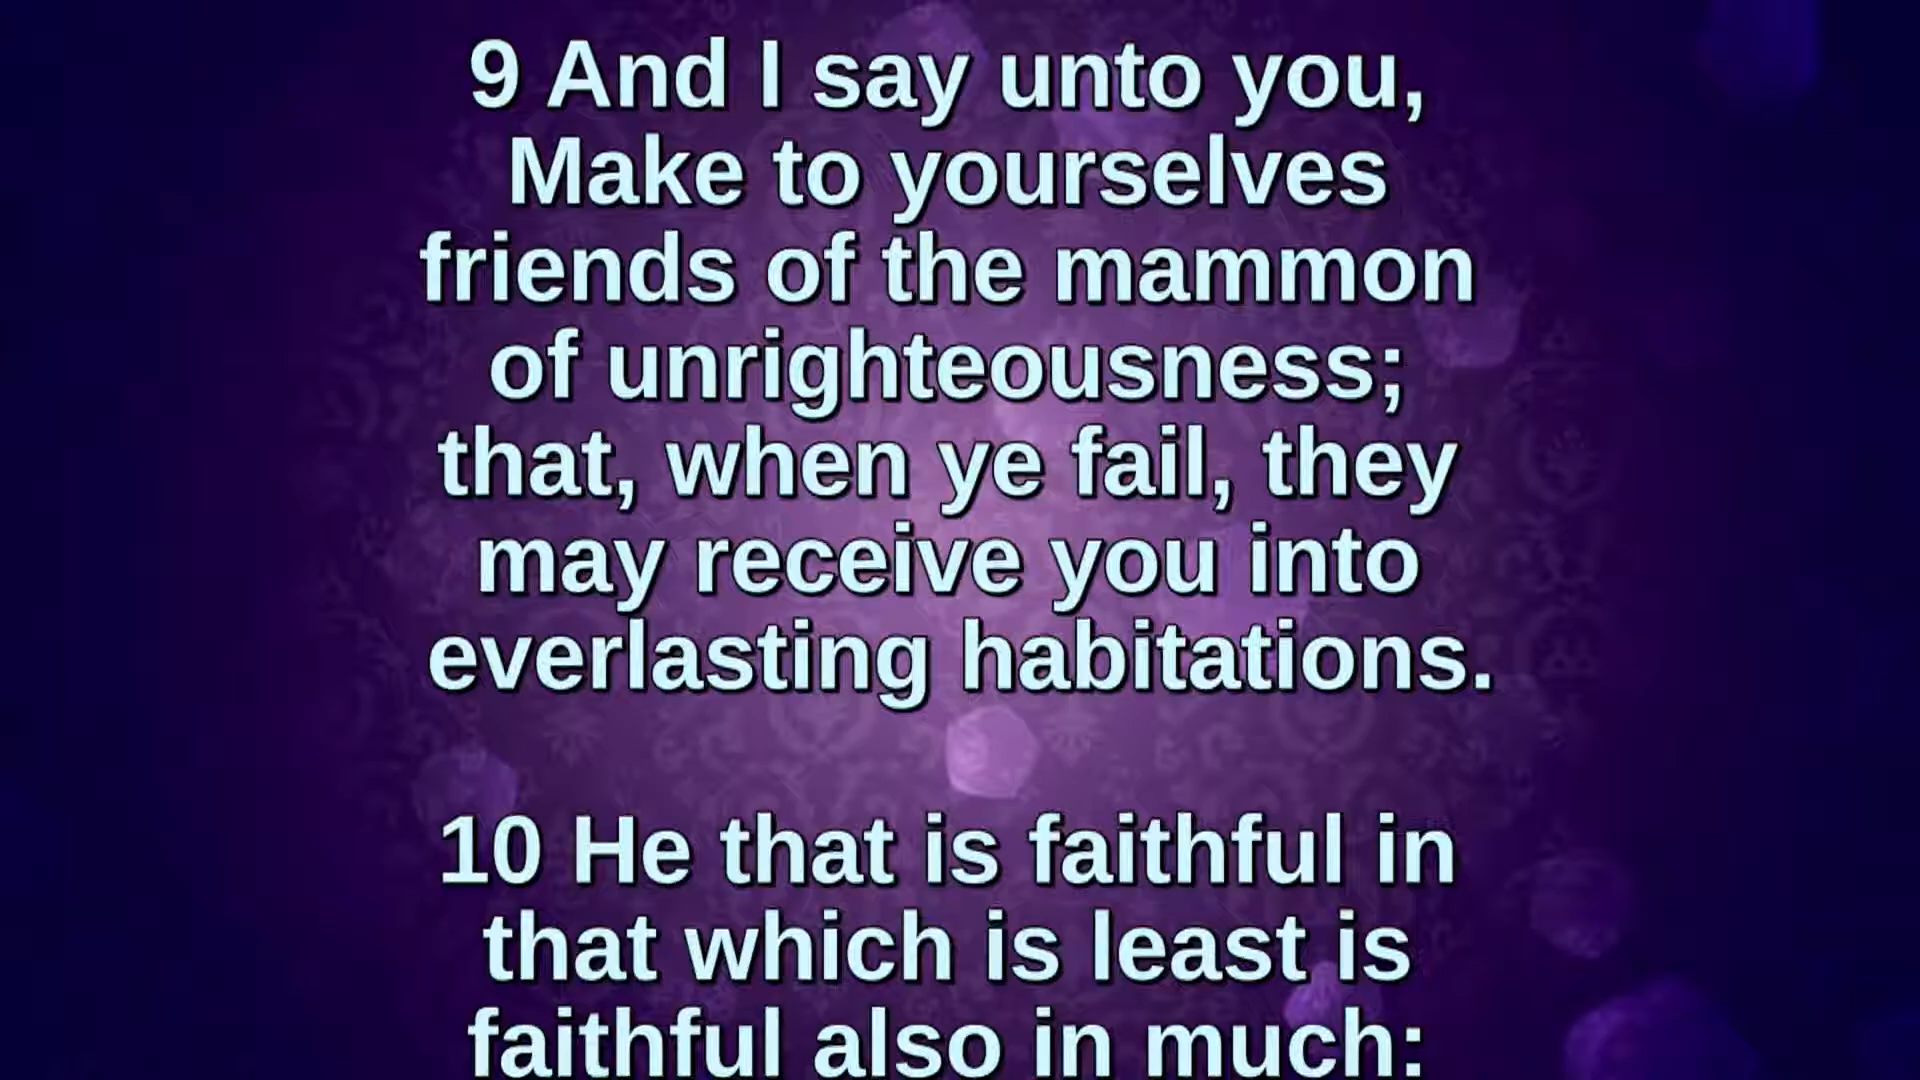 9 And I say unto you,
Make to yourselves
friends of the mammon
of unrighteousness;
that, when ye fail, they
may receive you into
everlasting habitations.
10 He that is faithful in
that which is least is
faithful also in much: